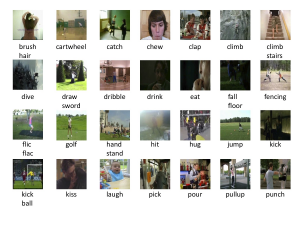 brush hair cartwheel catch chew clap climb climb stairs
dive draw sword dribble drink eat fall floor fencing
flic flac golf hand stand hit hug jump kick
kick ball kiss laugh pick pour pullup punch